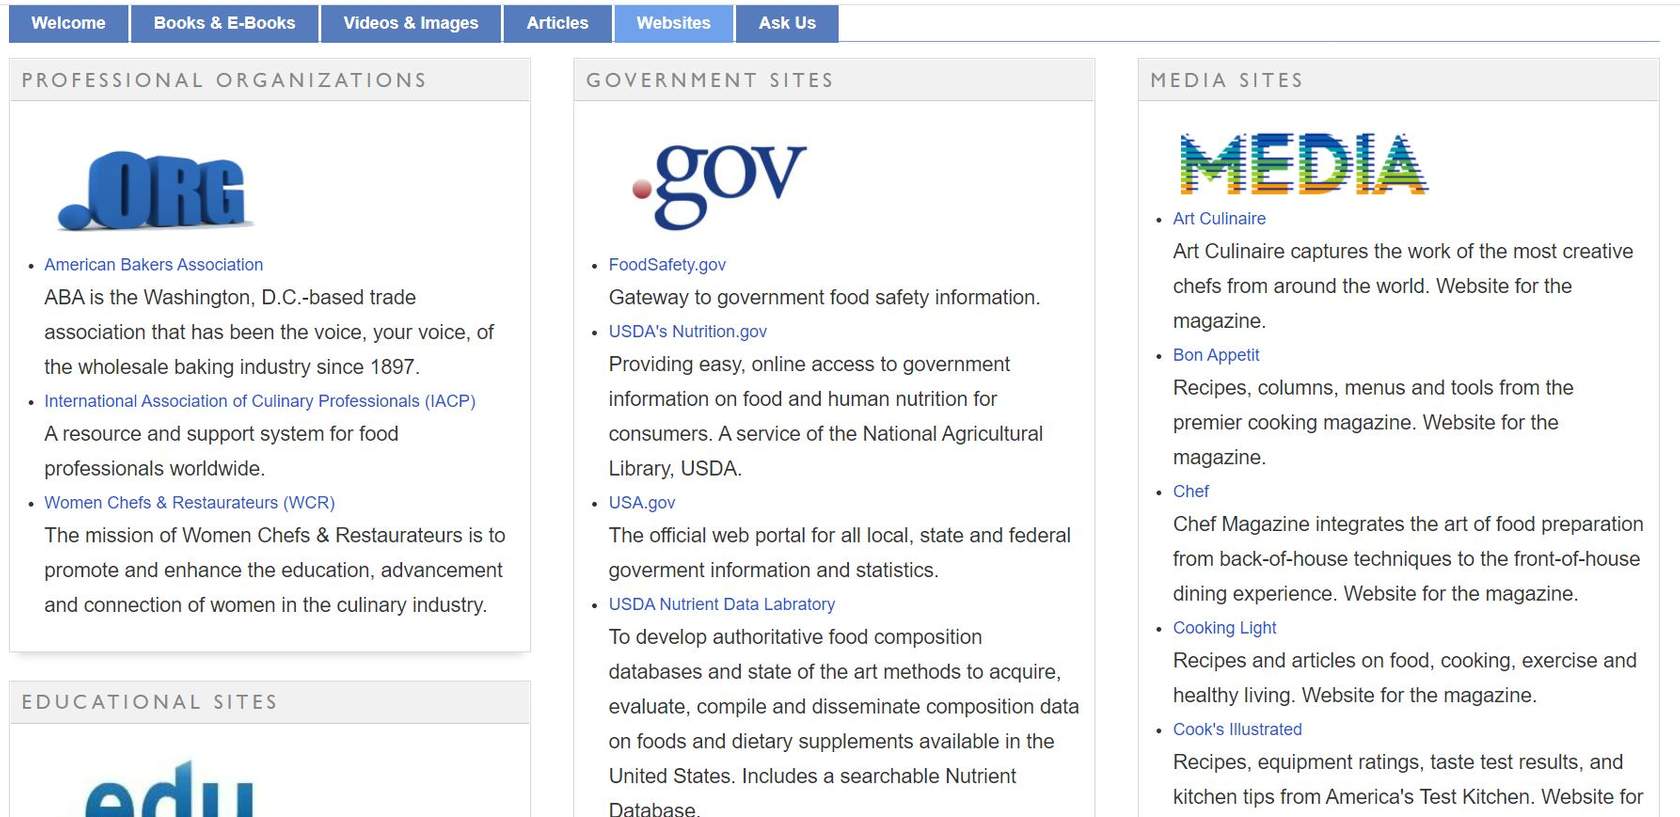 Welcome
Books & E-Books
Videos & Images
Articles
Websites
Ask Us
PROFESSIONAL ORGANIZATIONS
.ORG
American Bakers Association
ABA is the Washington, D.C.-based trade
association that has been the voice, your voice, of
the wholesale baking industry since 1897.
International Association of Culinary Professionals (IACP)
A resource and support system for food
professionals worldwide.
Women Chefs & Restaurateurs (WCR)
The mission of Women Chefs & Restaurateurs is to
promote and enhance the education, advancement
and connection of women in the culinary industry.
EDUCATIONAL SITES
edu
GOVERNMENT SITES
.gov
FoodSafety.gov
Gateway to government food safety information.
USDA's Nutrition.gov
Providing easy, online access to government
information on food and human nutrition for
consumers. A service of the National Agricultural
Library, USDA.
USA.gov
The official web portal for all local, state and federal
goverment information and statistics.
USDA Nutrient Data Labratory
To develop authoritative food composition
databases and state of the art methods to acquire,
evaluate, compile and disseminate composition data
on foods and dietary supplements available in the
United States. Includes a searchable Nutrient
Database.
MEDIA SITES
MEDIA
Art Culinaire
Art Culinaire captures the work of the most creative
chefs from around the world. Website for the
magazine.
Bon Appetit
Recipes, columns, menus and tools from the
premier cooking magazine. Website for the
magazine.
Chef
Chef Magazine integrates the art of food preparation
from back-of-house techniques to the front-of-house
dining experience. Website for the magazine.
Cooking Light
Recipes and articles on food, cooking, exercise and
healthy living. Website for the magazine.
Cook's Illustrated
Recipes, equipment ratings, taste test results, and
kitchen tips from America's Test Kitchen. Website for